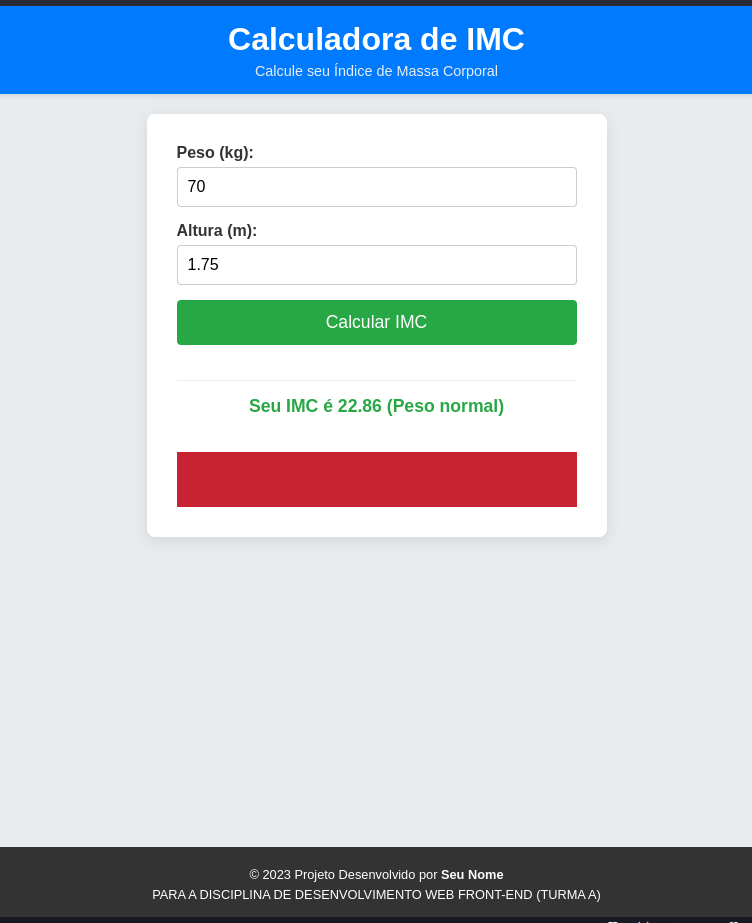 Calculadora de IMC
Calcule seu Índice de Massa Corporal
Peso (kg):
70
Altura (m):
1.75
Calcular IMC
Seu IMC é 22.86 (Peso normal)
© 2023 Projeto Desenvolvido por Seu Nome
PARA A DISCIPLINA DE DESENVOLVIMENTO WEB FRONT-END (TURMA A)